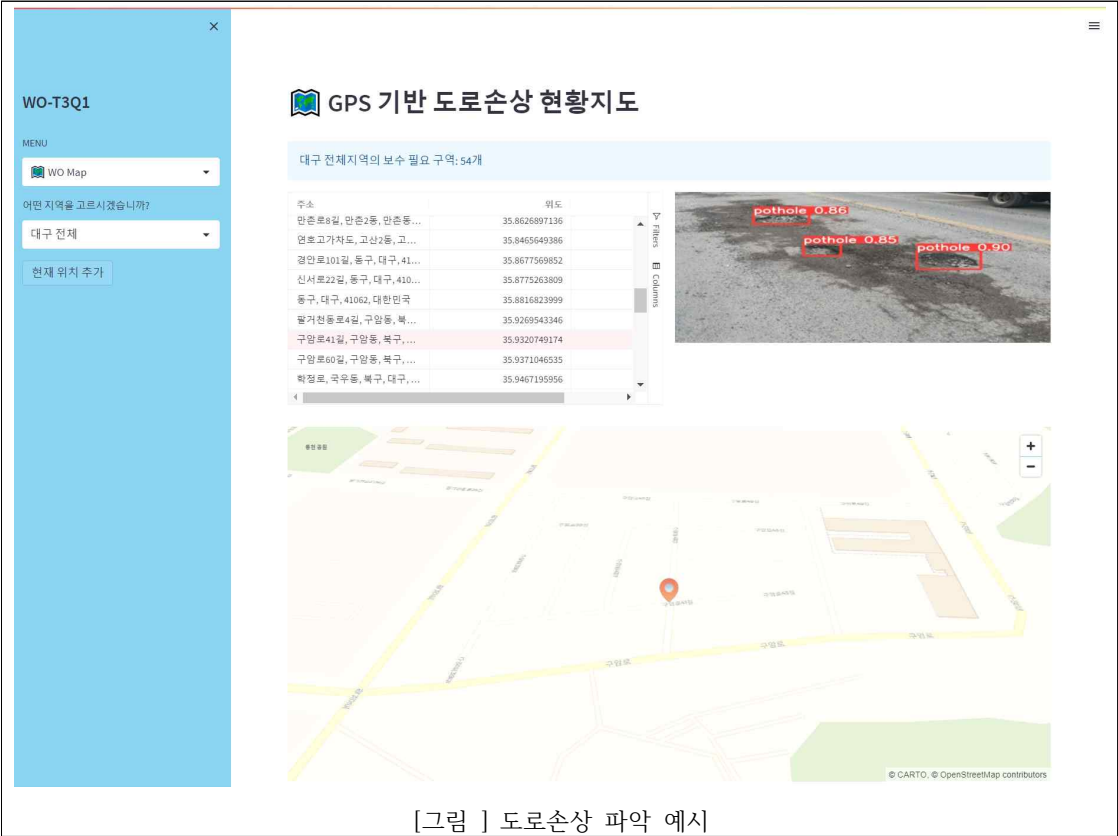 ×
≡
WO-T3Q1
MENU
WO Map
어떤 지역을 고르시겠습니까?
대구 전체
현재 위치 추가
GPS 기반 도로손상 현황지도
대구 전체지역의 보수 필요 구역: 54개
주소 위도
만촌로8길, 만촌2동, 만촌동... 35.8626897136
연호고가차도, 고산2동, 고... 35.8465649386
경안로101길, 동구, 대구, 41... 35.8677569852
신서로22길, 동구, 대구, 410... 35.8775263809
동구, 대구, 41062, 대한민국 35.8816823999
팔거천동로4길, 구암동, 북... 35.9269543346
구암로41길, 구암동, 북구, ... 35.9320749174
구암로60길, 구암동, 북구, ... 35.9371046535
학정로, 국우동, 북구, 대구, ... 35.9467195956
Filters
Columns
pothole 0.86
pothole 0.85
pothole 0.90
+
−
구암로
구암로
© CARTO, © OpenStreetMap contributors
[그림 ] 도로손상 파악 예시